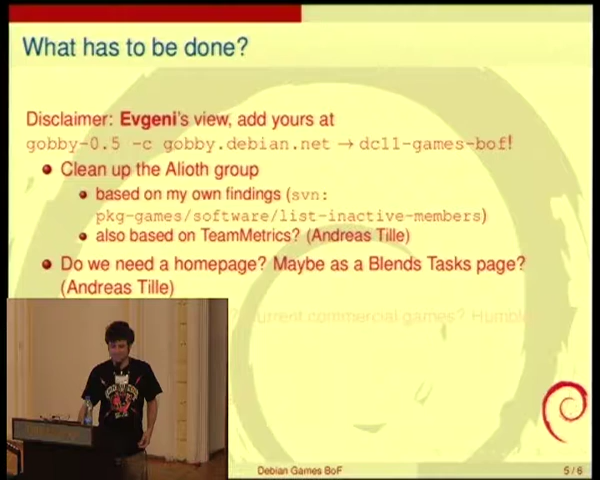 What has to be done?
Disclaimer: Evgeni's view, add yours at
gobby-0.5 -c gobby.debian.net → dc11-games-bof!
Clean up the Alioth group
based on my own findings (svn:
pkg-games/software/list-inactive-members)
also based on TeamMetrics? (Andreas Tille)
Do we need a homepage? Maybe as a Blends Tasks page?
(Andreas Tille)
? current commercial games? Humble
Debian Games BoF
5 / 6